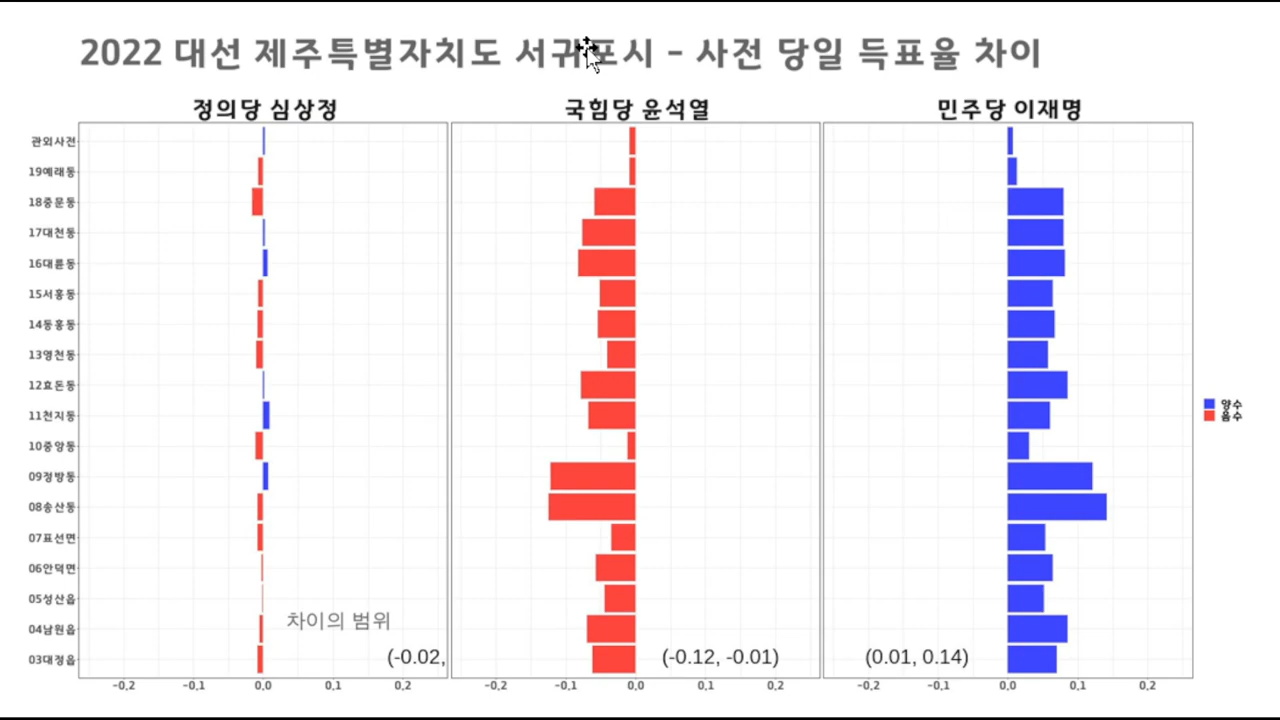 2022 대선 제주특별자치도 서귀포시 - 사전 당일 득표율 차이
정의당 심상정
국힘당 윤석열
민주당 이재명
관외사전
19예래동
18중문동
17대천동
16대륜동
15서홍동
14동홍동
13영천동
12효돈동
11천지동
10중앙동
09정방동
08송산동
07표선면
06안덕면
05성산읍
04남원읍
03대정읍
차이의 범위
(-0.02,
(-0.12, -0.01)
(0.01, 0.14)
-0.2 -0.1 0.0 0.1 0.2
-0.2 -0.1 0.0 0.1 0.2
-0.2 -0.1 0.0 0.1 0.2
양수
음수